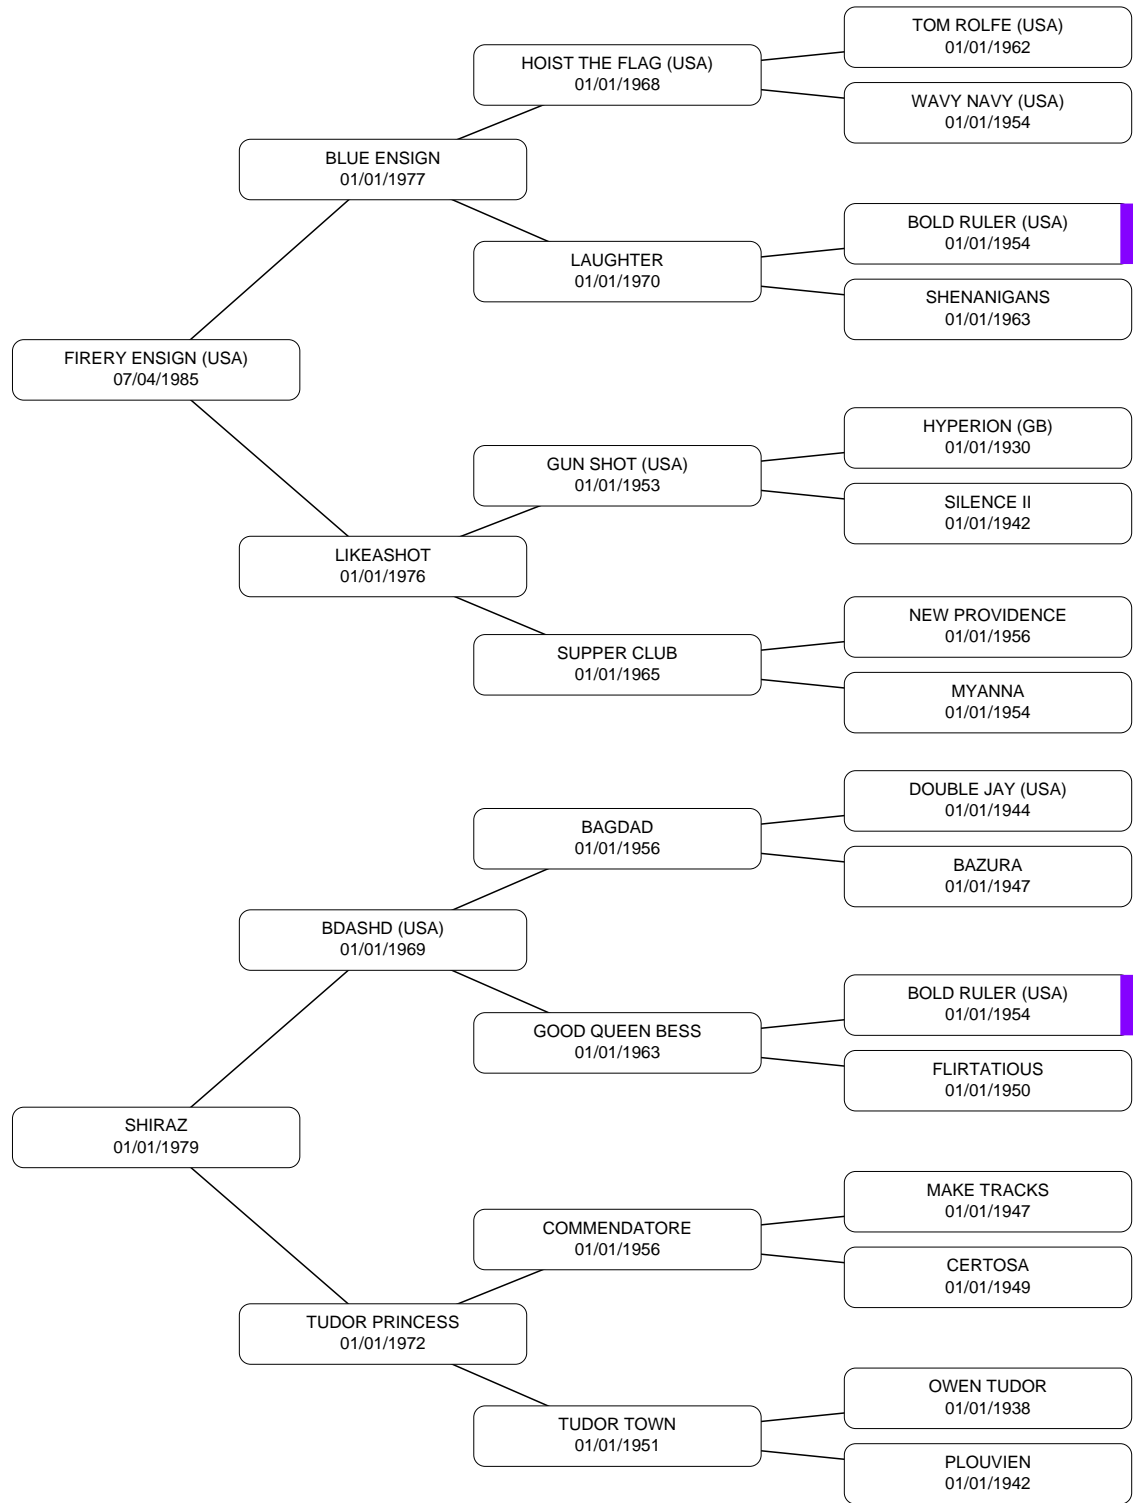 TOM ROLFE (USA)
01/01/1962
HOIST THE FLAG (USA)
01/01/1968
WAVY NAVY (USA)
01/01/1954
BLUE ENSIGN
01/01/1977
BOLD RULER (USA)
01/01/1954
LAUGHTER
01/01/1970
SHENANIGANS
01/01/1963
FIRERY ENSIGN (USA)
07/04/1985
HYPERION (GB)
01/01/1930
GUN SHOT (USA)
01/01/1953
SILENCE II
01/01/1942
LIKEASHOT
01/01/1976
NEW PROVIDENCE
01/01/1956
SUPPER CLUB
01/01/1965
MYANNA
01/01/1954
DOUBLE JAY (USA)
01/01/1944
BAGDAD
01/01/1956
BAZURA
01/01/1947
BDASHD (USA)
01/01/1969
BOLD RULER (USA)
01/01/1954
GOOD QUEEN BESS
01/01/1963
FLIRTATIOUS
01/01/1950
SHIRAZ
01/01/1979
MAKE TRACKS
01/01/1947
COMMENDATORE
01/01/1956
CERTOSA
01/01/1949
TUDOR PRINCESS
01/01/1972
OWEN TUDOR
01/01/1938
TUDOR TOWN
01/01/1951
PLOUVIEN
01/01/1942